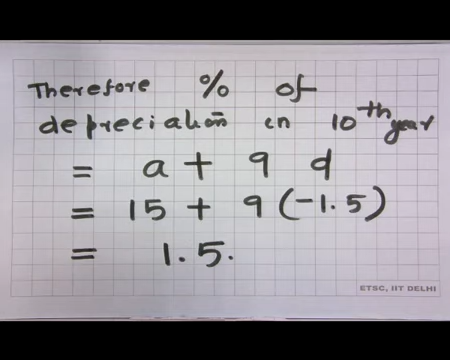 Therefore % of
depreciation in 10th year
= a + 9 d
= 15 + 9 (-1.5)
= 1.5.
ETSC, IIT DELHI